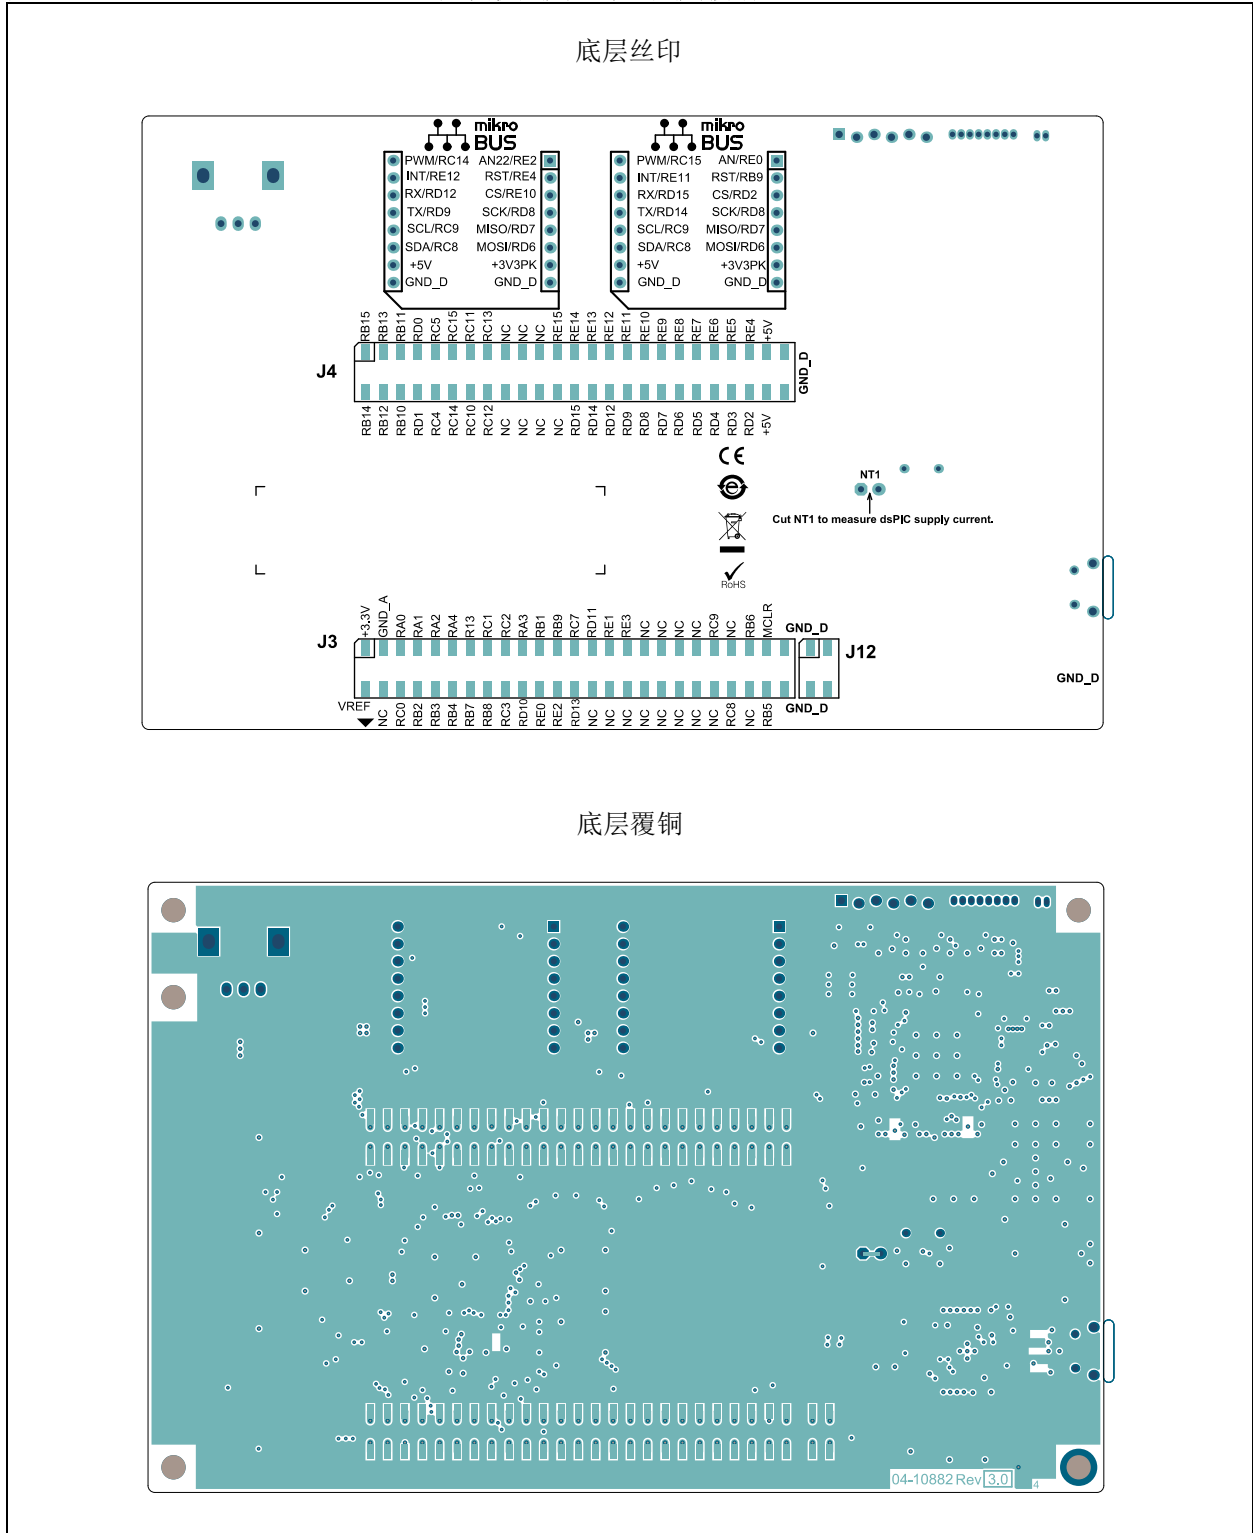 底层丝印
mikro BUS
mikro BUS
PWM/RC14 AN22/RE2
INT/RE12 RST/RE4
RX/RD12 CS/RE10
TX/RD9 SCK/RD8
SCL/RC9 MISO/RD7
SDA/RC8 MOSI/RD6
+5V +3V3PK
GND_D GND_D
PWM/RC15 AN/RE0
INT/RE11 RST/RB9
RX/RD15 CS/RD2
TX/RD14 SCK/RD8
SCL/RC9 MISO/RD7
SDA/RC8 MOSI/RD6
+5V +3V3PK
GND_D GND_D
RB15 RB13 RB11 RD0 RC5 RC15 RC11 RC13 NC NC NC RE15 RE14 RE13 RE12 RE11 RE10 RE9 RE8 RE7 RE6 RE5 RE4 +5V
J4
GND_D
RB14 RB12 RB10 RD1 RC4 RC14 RC10 RC12 NC NC NC NC RD15 RD14 RD12 RD9 RD8 RD7 RD6 RD5 RD4 RD3 RD2 +5V
CE
e
NT1
Cut NT1 to measure dsPIC supply current.
RoHS
+3.3V GND_A RA0 RA1 RA2 RA4 R13 RC1 RC2 RA3 RB1 RB9 RC7 RD11 RE1 RE3 NC NC NC NC RC9 NC RB6 MCLR
GND_D
J3
J12
GND_D
VREF NC RC0 RB2 RB3 RB4 RB7 RB8 RC3 RD10 RE0 RE2 RD13 NC NC NC NC NC NC NC NC RC8 NC RB5
GND_D
底层覆铜
04-10882 Rev 3.0
4